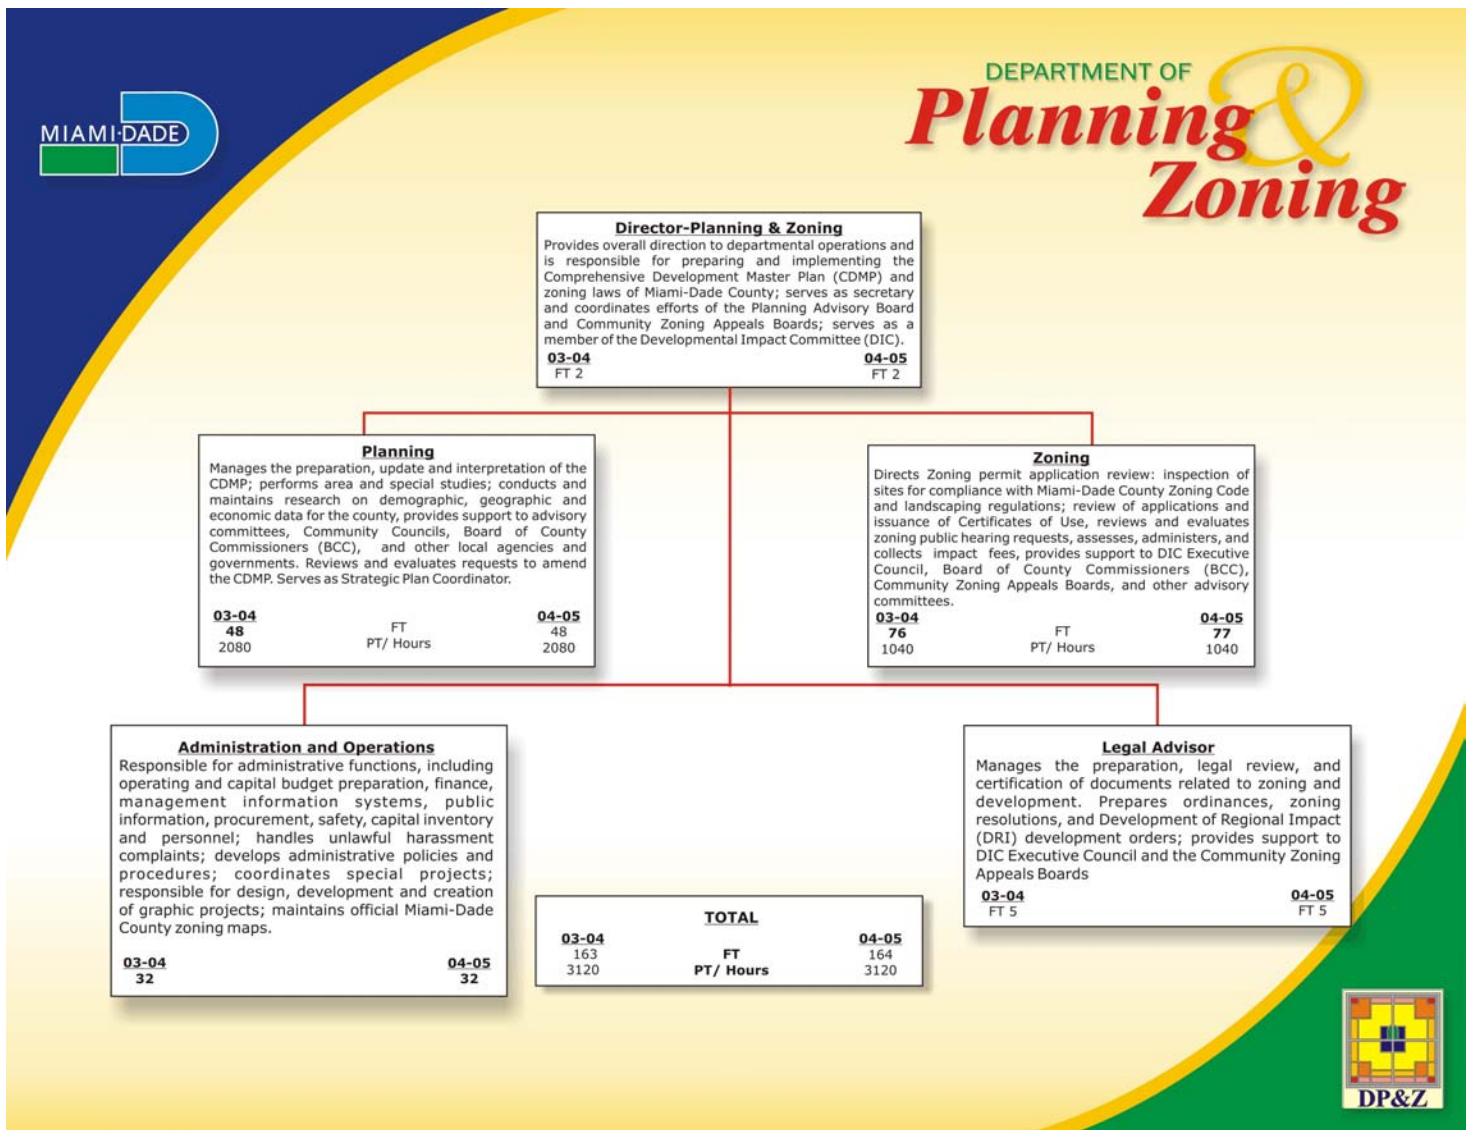 MIAMI·DADE
DEPARTMENT OF
Planning &
Zoning
Director-Planning & Zoning
Provides overall direction to departmental operations and
is responsible for preparing and implementing the
Comprehensive Development Master Plan (CDMP) and
zoning laws of Miami-Dade County; serves as secretary
and coordinates efforts of the Planning Advisory Board
and Community Zoning Appeals Boards; serves as a
member of the Developmental Impact Committee (DIC).
03-04 04-05
FT 2 FT 2
Planning
Manages the preparation, update and interpretation of the
CDMP; performs area and special studies; conducts and
maintains research on demographic, geographic and
economic data for the county, provides support to advisory
committees, Community Councils, Board of County
Commissioners (BCC), and other local agencies and
governments. Reviews and evaluates requests to amend
the CDMP. Serves as Strategic Plan Coordinator.
03-04 04-05
48 FT 48
2080 PT/ Hours 2080
Zoning
Directs Zoning permit application review: inspection of
sites for compliance with Miami-Dade County Zoning Code
and landscaping regulations; review of applications and
issuance of Certificates of Use, reviews and evaluates
zoning public hearing requests, assesses, administers, and
collects impact fees, provides support to DIC Executive
Council, Board of County Commissioners (BCC),
Community Zoning Appeals Boards, and other advisory
committees.
03-04 04-05
76 FT 77
1040 PT/ Hours 1040
Administration and Operations
Responsible for administrative functions, including
operating and capital budget preparation, finance,
management information systems, public
information, procurement, safety, capital inventory
and personnel; handles unlawful harassment
complaints; develops administrative policies and
procedures; coordinates special projects;
responsible for design, development and creation
of graphic projects; maintains official Miami-Dade
County zoning maps.
03-04 04-05
32 32
TOTAL
03-04 04-05
163 FT 164
3120 PT/ Hours 3120
Legal Advisor
Manages the preparation, legal review, and
certification of documents related to zoning and
development. Prepares ordinances, zoning
resolutions, and Development of Regional Impact
(DRI) development orders; provides support to
DIC Executive Council and the Community Zoning
Appeals Boards
03-04 04-05
FT 5 FT 5
DP&Z